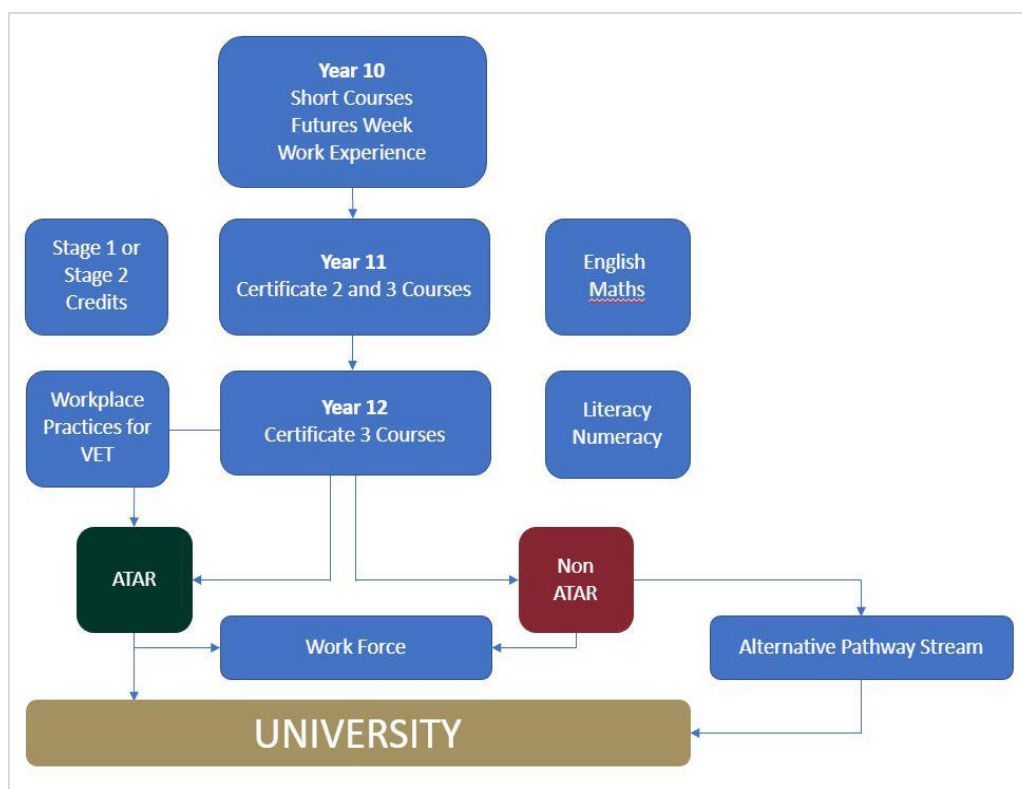 Year 10
Short Courses
Futures Week
Work Experience
Stage 1 or
Stage 2
Credits
Year 11
Certificate 2 and 3 Courses
English
Maths
Workplace
Practices for
VET
Year 12
Certificate 3 Courses
Literacy
Numeracy
ATAR
Non
ATAR
Work Force
Alternative Pathway Stream
UNIVERSITY